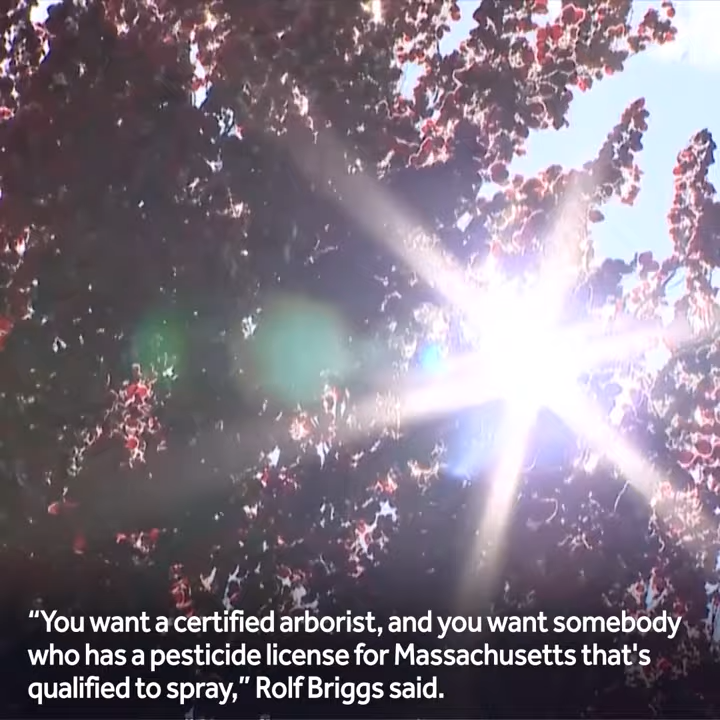 “You want a certified arborist, and you want somebody
who has a pesticide license for Massachusetts that's
qualified to spray,” Rolf Briggs said.